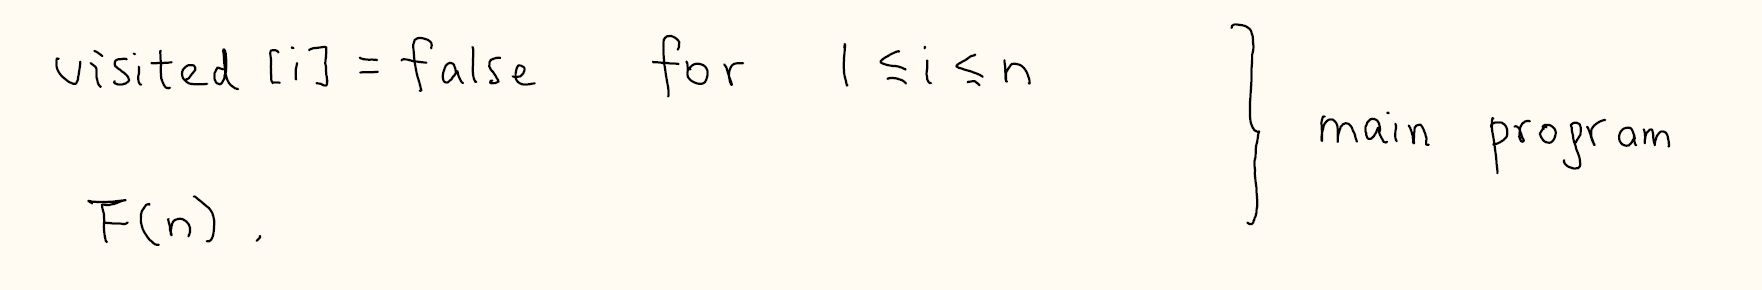 visited [i] = false for 1 ≤ i ≤ n
main program
F(n).